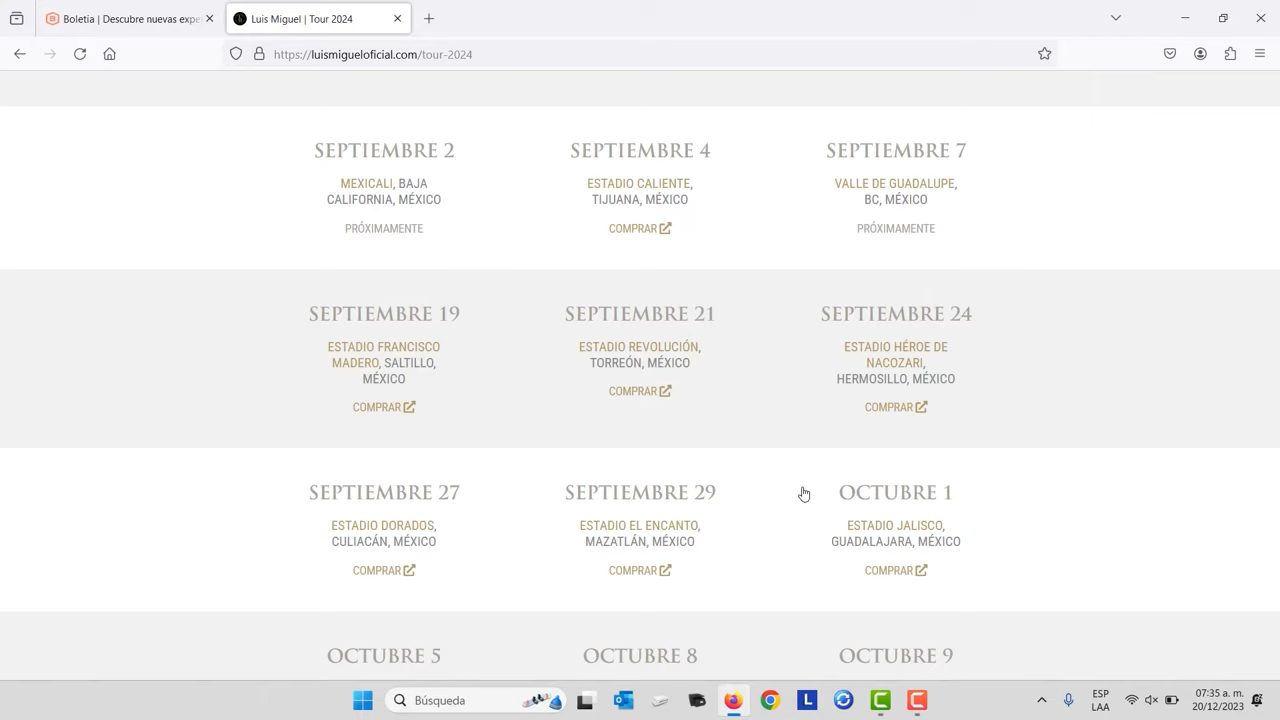 Boletia | Descubre nuevas expe
Luis Miguel | Tour 2024
https://luismigueloficial.com/tour-2024
SEPTIEMBRE 2
MEXICALI, BAJA
CALIFORNIA, MÉXICO
PRÓXIMAMENTE
SEPTIEMBRE 4
ESTADIO CALIENTE,
TIJUANA, MÉXICO
COMPRAR
SEPTIEMBRE 7
VALLE DE GUADALUPE,
BC, MÉXICO
PRÓXIMAMENTE
SEPTIEMBRE 19
ESTADIO FRANCISCO
MADERO, SALTILLO,
MÉXICO
COMPRAR
SEPTIEMBRE 21
ESTADIO REVOLUCIÓN,
TORREÓN, MÉXICO
COMPRAR
SEPTIEMBRE 24
ESTADIO HÉROE DE
NACOZARI,
HERMOSILLO, MÉXICO
COMPRAR
SEPTIEMBRE 27
ESTADIO DORADOS,
CULIACÁN, MÉXICO
COMPRAR
SEPTIEMBRE 29
ESTADIO EL ENCANTO,
MAZATLÁN, MÉXICO
COMPRAR
OCTUBRE 1
ESTADIO JALISCO,
GUADALAJARA, MÉXICO
COMPRAR
OCTUBRE 5
OCTUBRE 8
OCTUBRE 9
Búsqueda
L
ESP
LAA
07:35 a. m.
20/12/2023